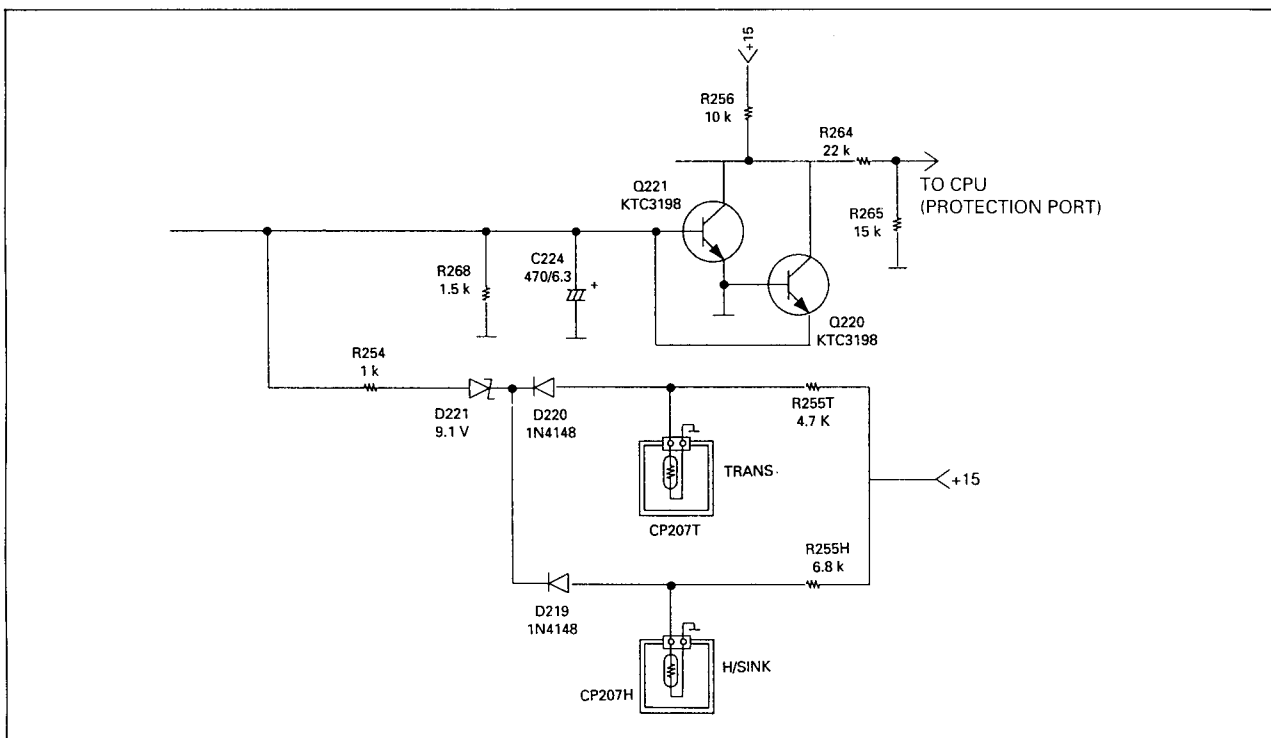 +15
R256
10 k
R264
22 k
TO CPU
(PROTECTION PORT)
Q221
KTC3198
R265
15 k
R268
1.5 k
C224
470/6.3
+
Q220
KTC3198
R254
1 k
D221
9.1 V
D220
1N4148
R255T
4.7 K
TRANS
CP207T
+15
R255H
6.8 k
D219
1N4148
H/SINK
CP207H